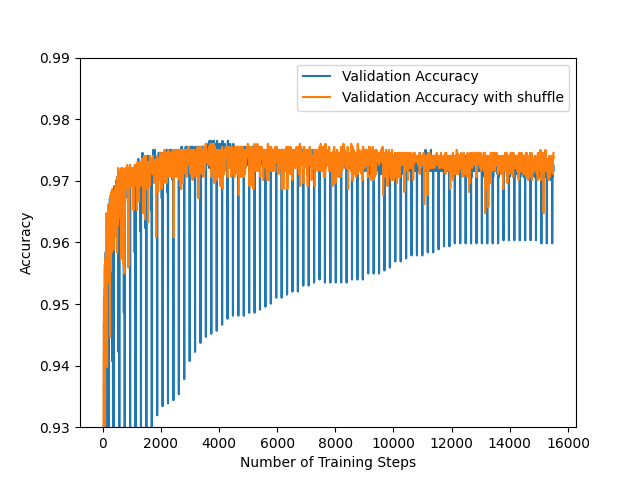 0.99
0.98
0.97
0.96
0.95
0.94
0.93
Accuracy
Validation Accuracy
Validation Accuracy with shuffle
0 2000 4000 6000 8000 10000 12000 14000 16000
Number of Training Steps